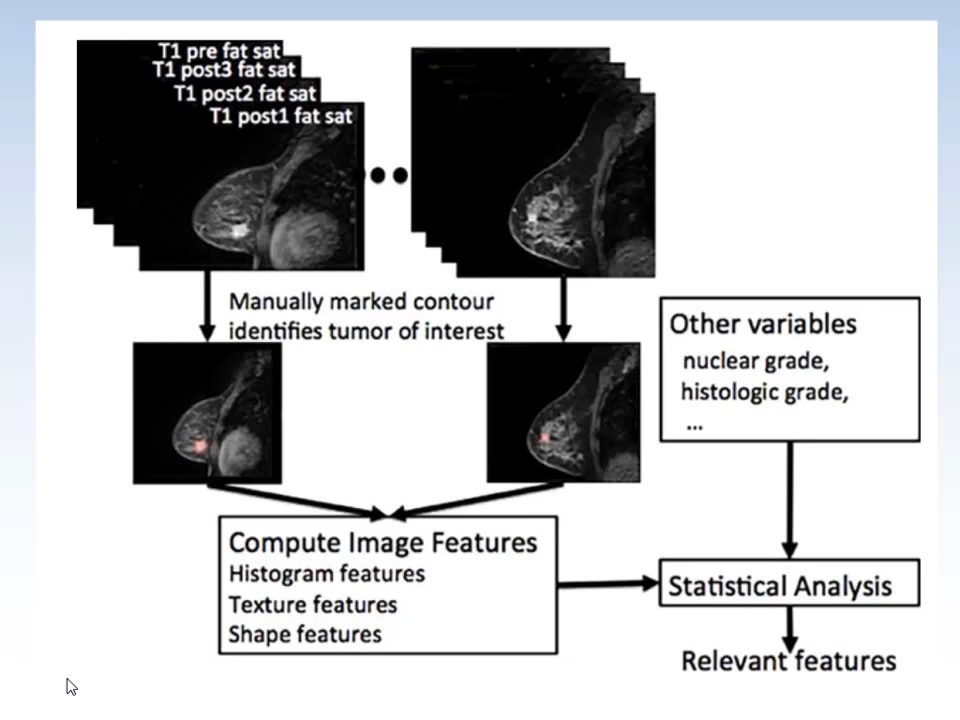 T1 pre fat sat
T1 post3 fat sat
T1 post2 fat sat
T1 post1 fat sat
Manually marked contour
identifies tumor of interest
Other variables
nuclear grade,
histologic grade,
...
Compute Image Features
Histogram features
Texture features
Shape features
Statistical Analysis
Relevant features